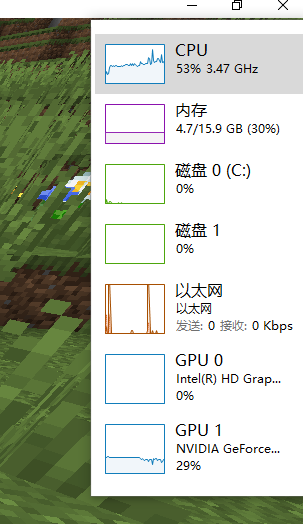 CPU
53% 3.47 GHz
内存
4.7/15.9 GB (30%)
磁盘 0 (C:)
0%
磁盘 1
0%
以太网
以太网
发送: 0 接收: 0 Kbps
GPU 0
Intel(R) HD Grap...
0%
GPU 1
NVIDIA GeForce...
29%